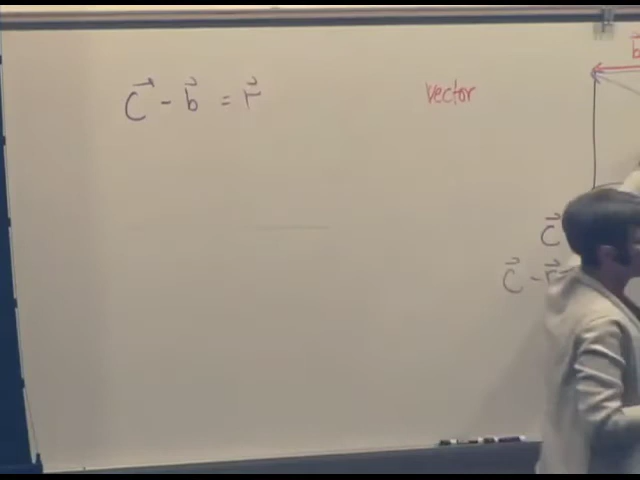 c⃗ - b⃗ = r⃗
vector
b⃗
c⃗
c⃗ - r⃗